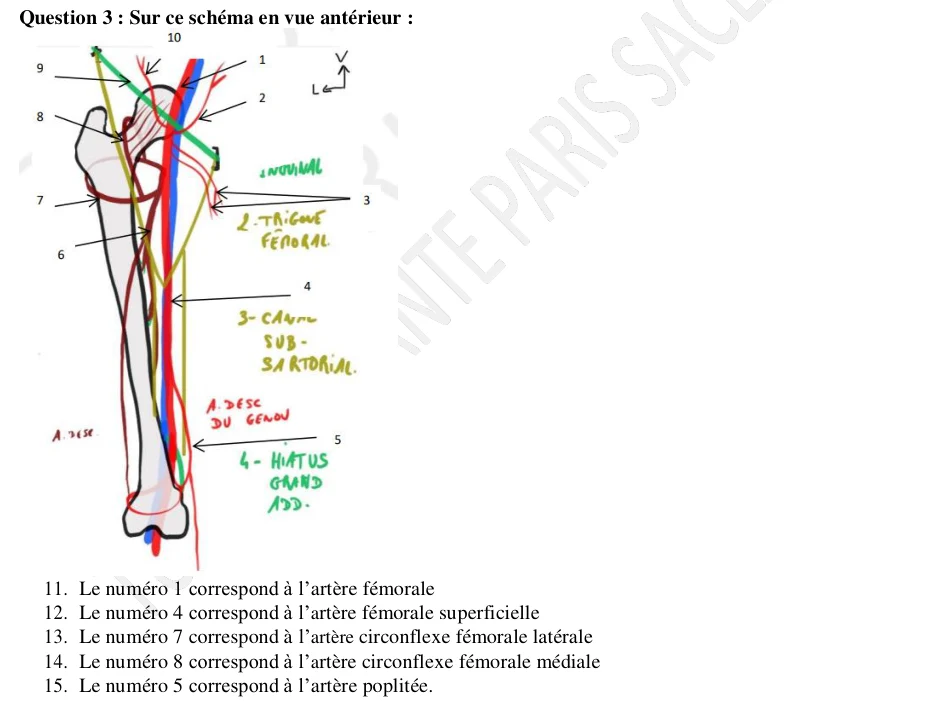 Question 3 : Sur ce schéma en vue antérieur :
10
9
1
V
L
2
8
1 NGUINAL
7
3
2-TRIGONE
FÊMORAL
6
4
3- CANAL
SUB-
SARTORIAL.
A. DESC
DU GENOU
A. DESC.
5
4- HIATUS
GRAND
ADD.
11. Le numéro 1 correspond à l'artère fémorale
12. Le numéro 4 correspond à l'artère fémorale superficielle
13. Le numéro 7 correspond à l'artère circonflexe fémorale latérale
14. Le numéro 8 correspond à l'artère circonflexe fémorale médiale
15. Le numéro 5 correspond à l'artère poplitée.